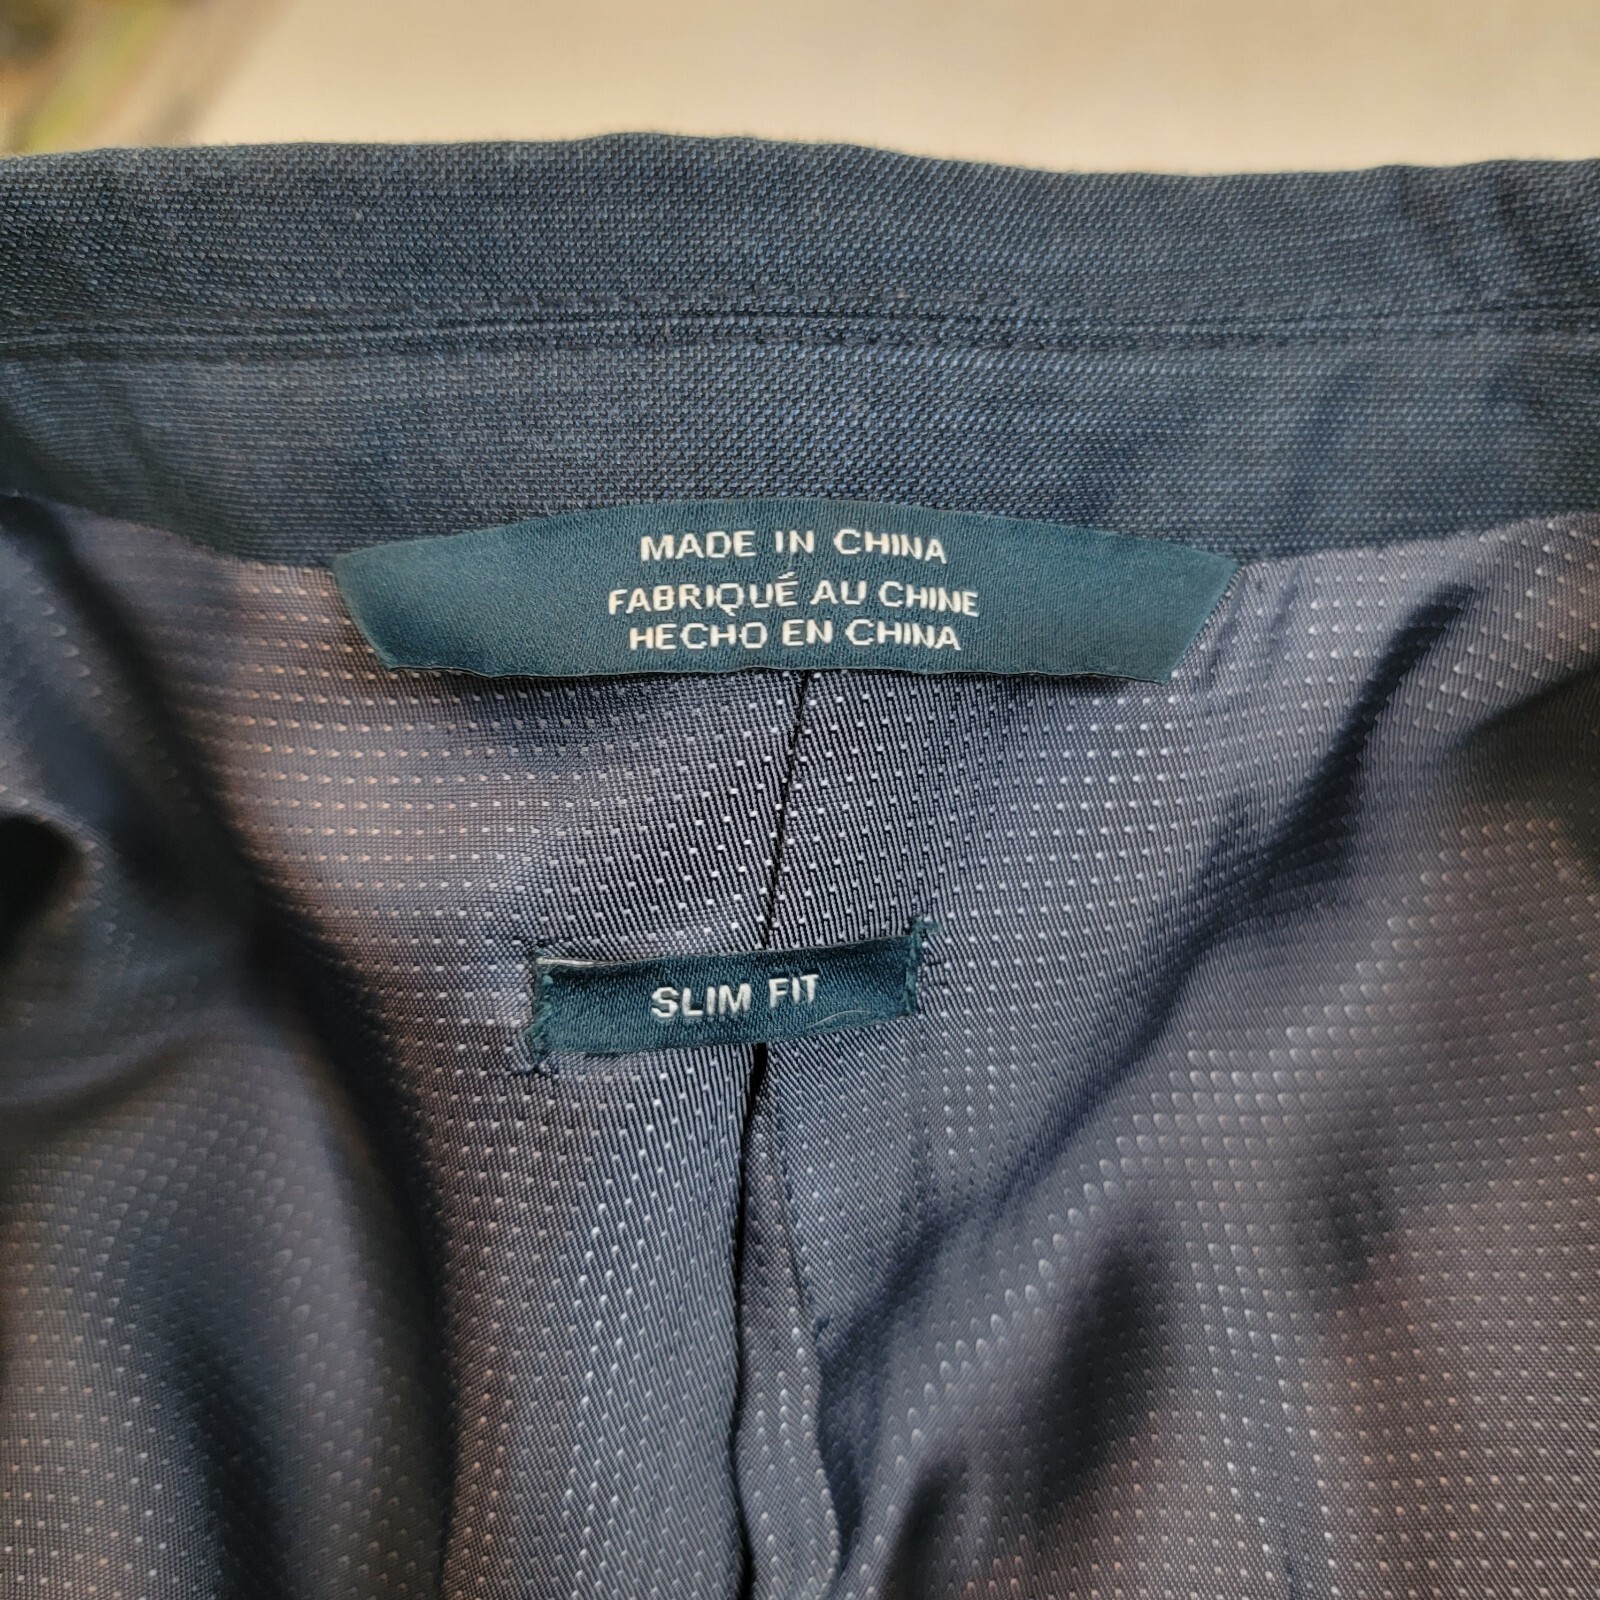 MADE IN CHINA
FABRIQUÉ AU CHINE
HECHO EN CHINA
SLIM FIT